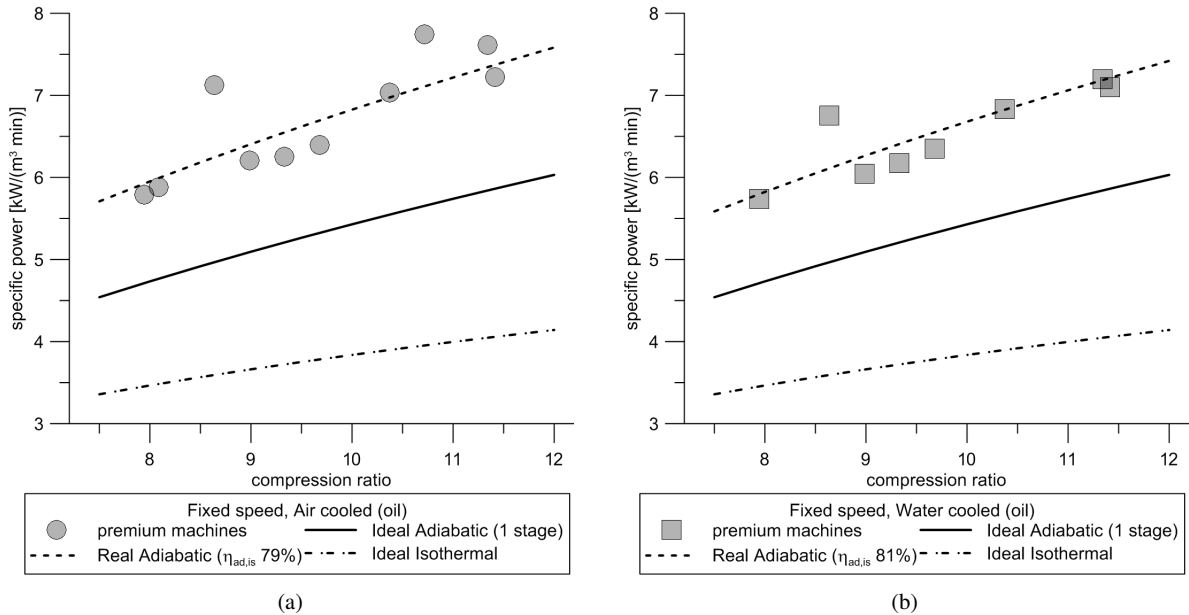 8
7
6
5
4
3
specific power [kW/(m³ min)]
8 9 10 11 12
compression ratio
Fixed speed, Air cooled (oil)
premium machines Ideal Adiabatic (1 stage)
Real Adiabatic (ηad,is 79%) Ideal Isothermal
(a)
8
7
6
5
4
3
specific power [kW/(m³ min)]
8 9 10 11 12
compression ratio
Fixed speed, Water cooled (oil)
premium machines Ideal Adiabatic (1 stage)
Real Adiabatic (ηad,is 81%) Ideal Isothermal
(b)